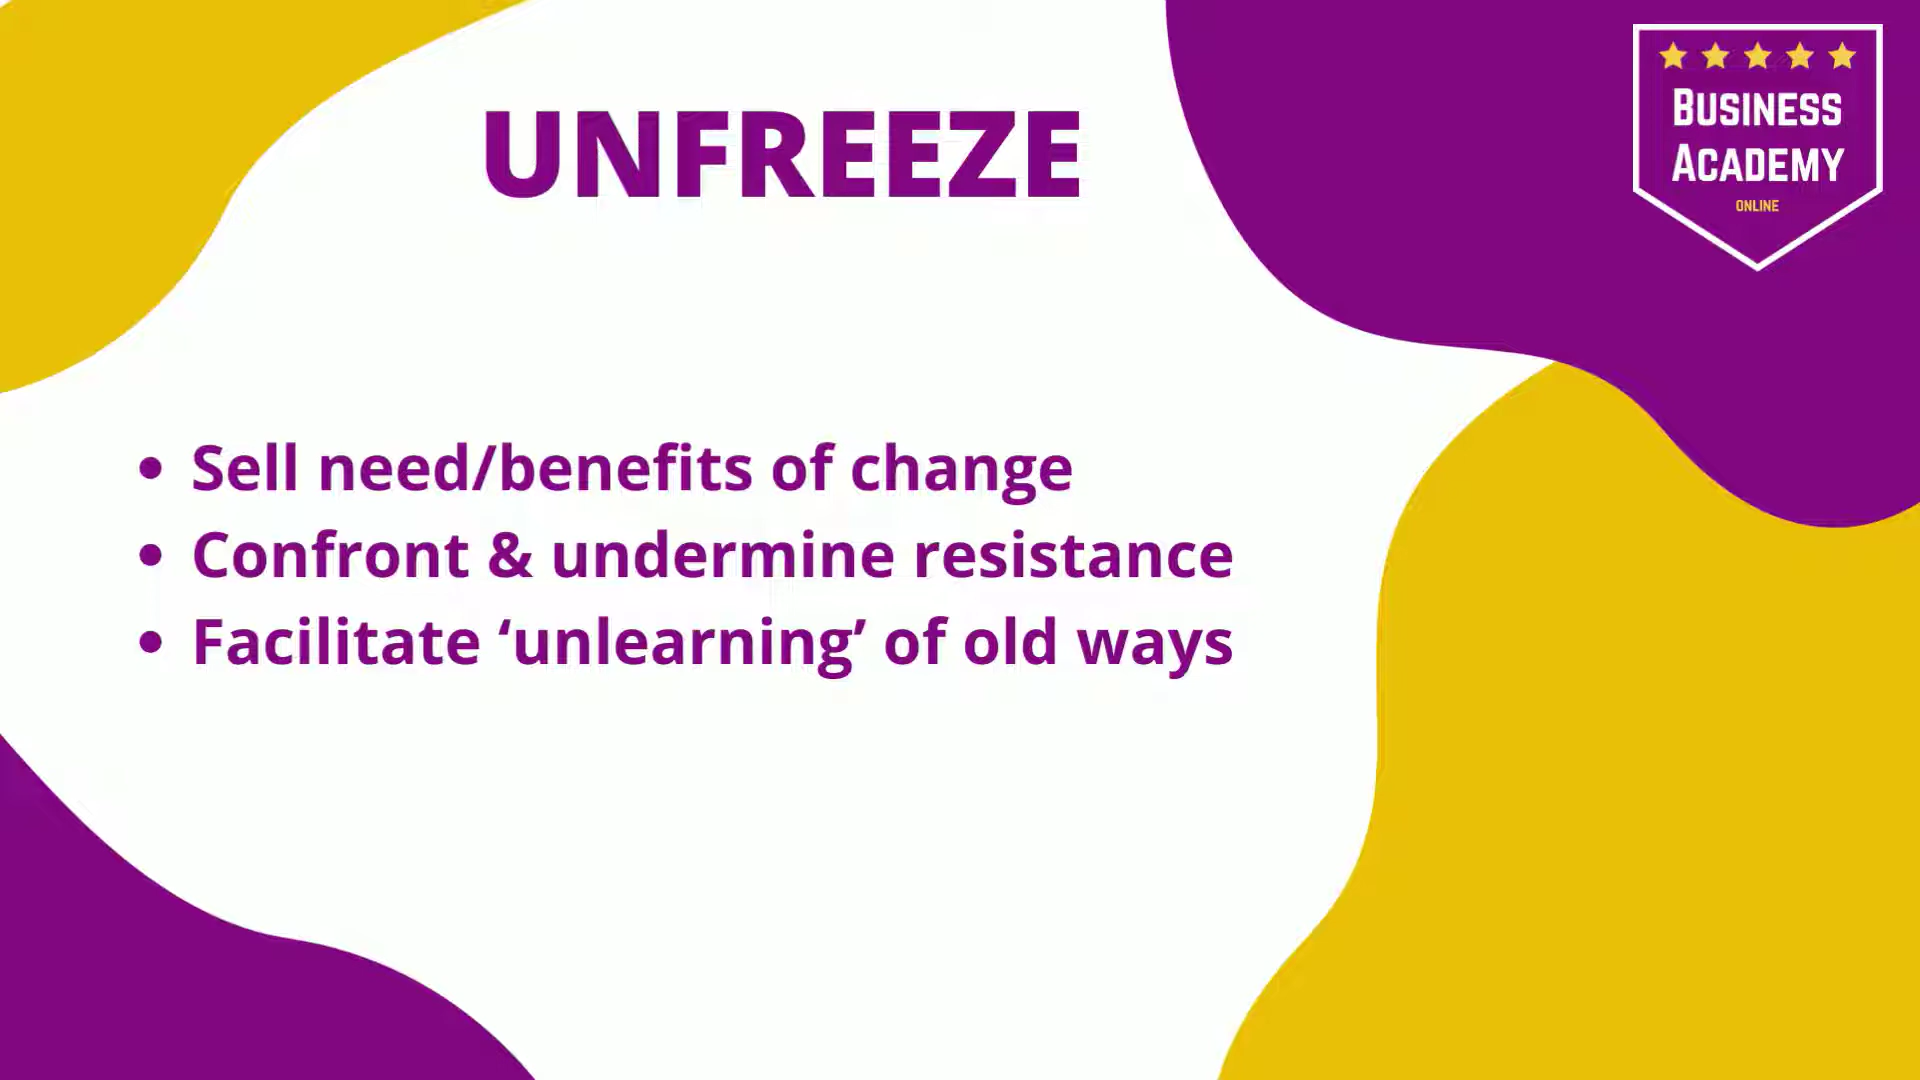 UNFREEZE
BUSINESS
ACADEMY
ONLINE
• Sell need/benefits of change
• Confront & undermine resistance
• Facilitate ‘unlearning’ of old ways